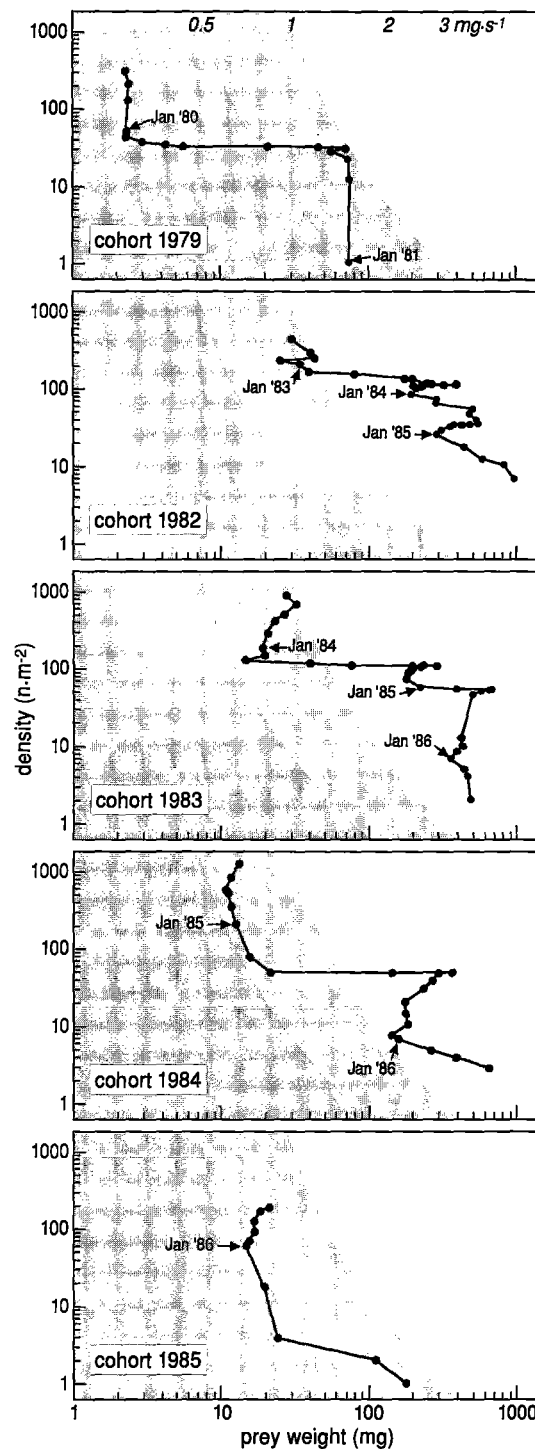 0.5 1 2 3 mg·s⁻¹
1000
100
10
1
Jan '80
Jan '81
cohort 1979
1000
100
10
1
Jan '83
Jan '84
Jan '85
cohort 1982
1000
100
10
1
Jan '84
Jan '85
Jan '86
cohort 1983
1000
100
10
1
Jan '85
Jan '86
cohort 1984
1000
100
10
1
Jan '86
cohort 1985
density (n·m⁻²)
1 10 100 1000
prey weight (mg)